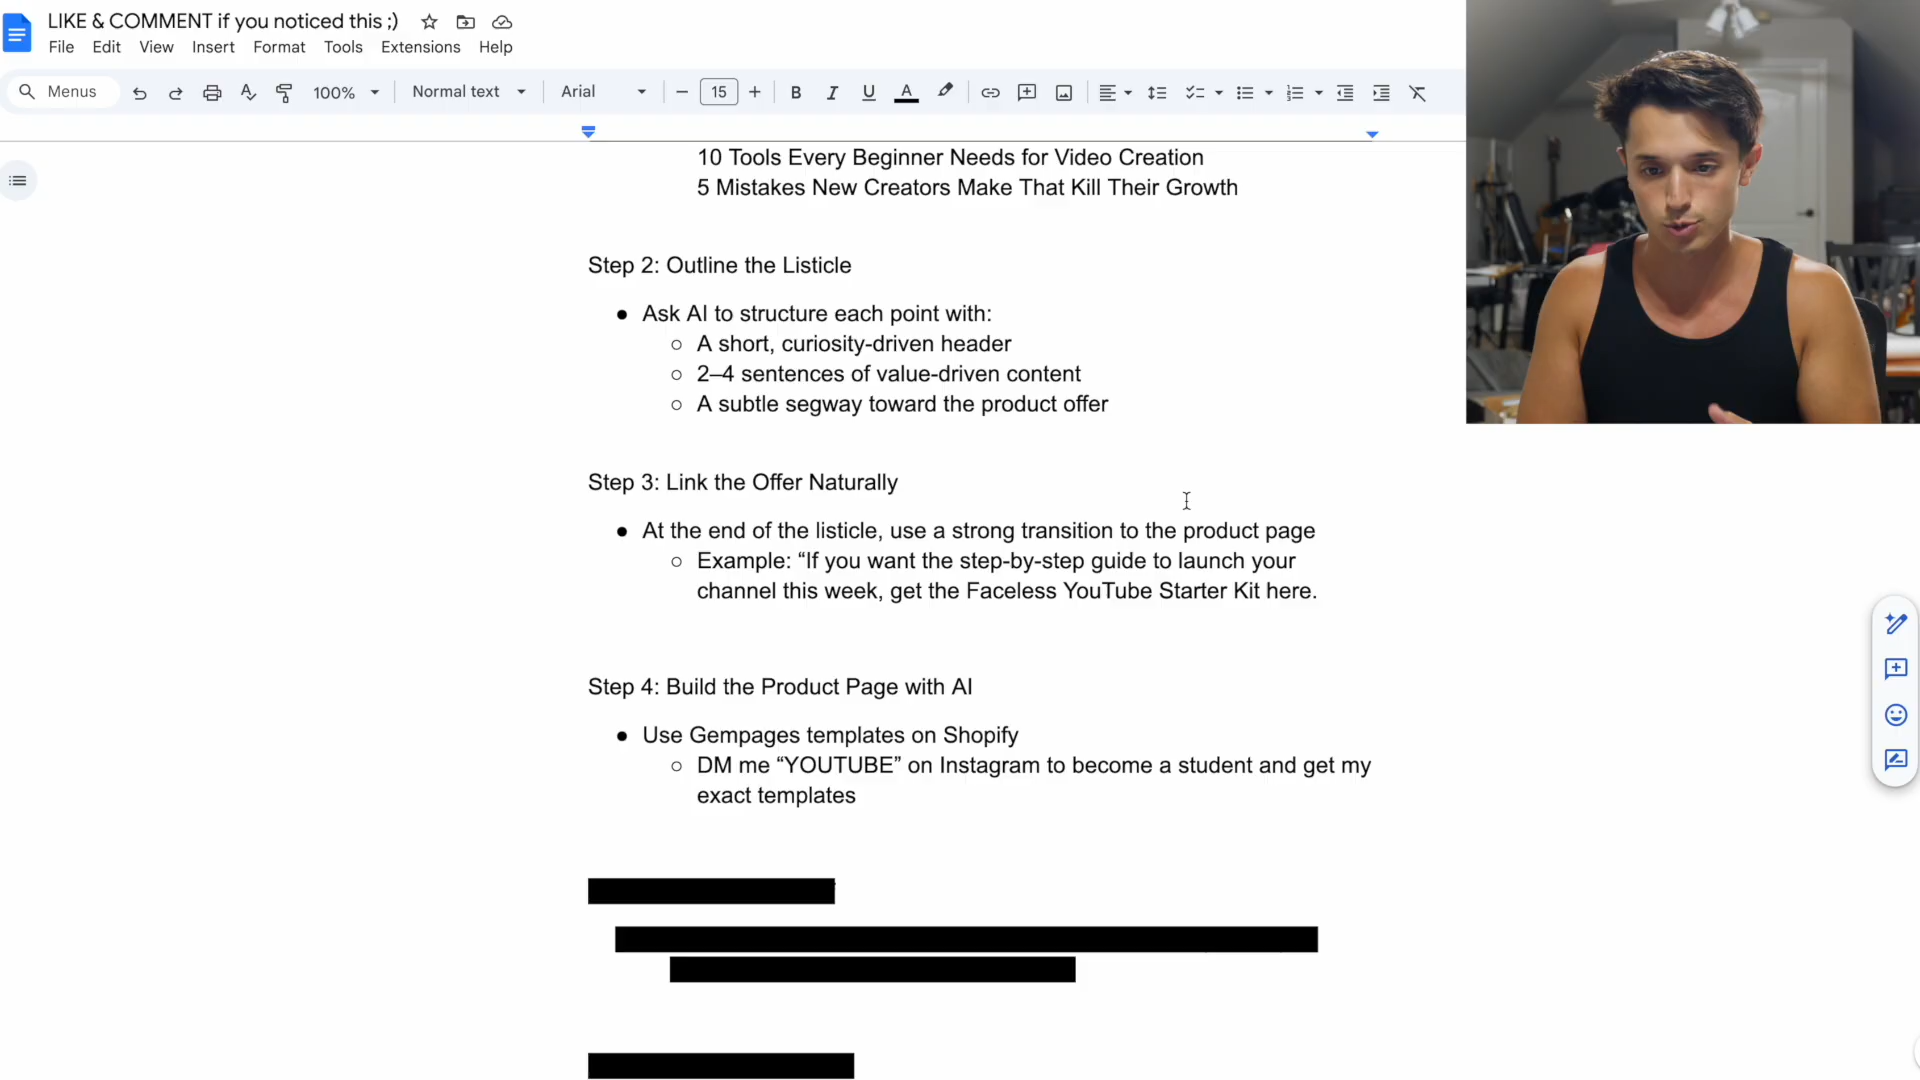 LIKE & COMMENT if you noticed this ;)
File Edit View Insert Format Tools Extensions Help
Menus 100% Normal text Arial 15
10 Tools Every Beginner Needs for Video Creation
5 Mistakes New Creators Make That Kill Their Growth
Step 2: Outline the Listicle
● Ask AI to structure each point with:
○ A short, curiosity-driven header
○ 2–4 sentences of value-driven content
○ A subtle segway toward the product offer
Step 3: Link the Offer Naturally
● At the end of the listicle, use a strong transition to the product page
○ Example: “If you want the step-by-step guide to launch your
channel this week, get the Faceless YouTube Starter Kit here.
Step 4: Build the Product Page with AI
● Use Gempages templates on Shopify
○ DM me “YOUTUBE” on Instagram to become a student and get my
exact templates